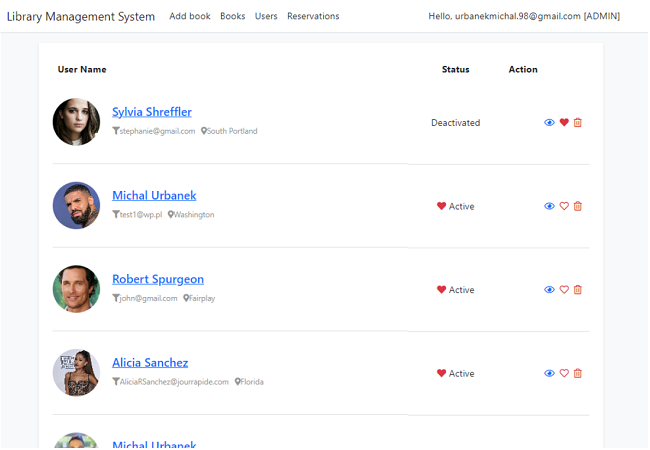 Library Management System Add book Books Users Reservations Hello, urbanekmichal.98@gmail.com [ADMIN]
User Name Status Action
Sylvia Shreffler
stephanie@gmail.com South Portland
Deactivated
Michal Urbanek
test1@wp.pl Washington
Active
Robert Spurgeon
john@gmail.com Fairplay
Active
Alicia Sanchez
AliciaRSanchez@jourrapide.com Florida
Active
Michal Urbanek